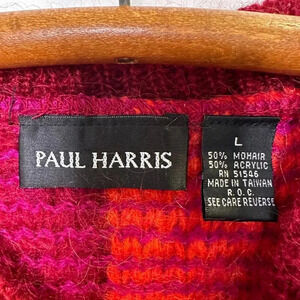 PAUL HARRIS
L
50% MOHAIR
50% ACRYLIC
RN 51546
MADE IN TAIWAN
R.O.C.
SEE CARE REVERSE